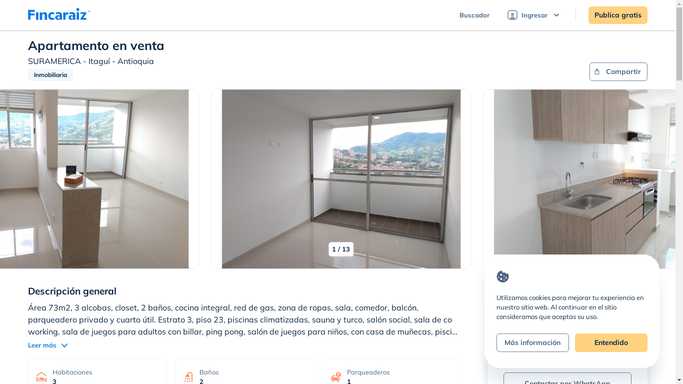 Fincaraiz
Buscador
Ingresar
Publica gratis
Apartamento en venta
SURAMERICA - Itaguí - Antioquia
Inmobiliaria
Compartir
1 / 13
Descripción general
Área 73m2, 3 alcobas, closet, 2 baños, cocina integral, red de gas, zona de ropas, sala, comedor, balcón.
parqueadero privado y cuarto útil. Estrato 3, piso 23, piscinas climatizadas, sauna y turco, salón social, sala de co
working, sala de juegos para adultos con billar, ping pong, salón de juegos para niños, con casa de muñecas, pisci...
Leer más
Habitaciones
3
Baños
2
Parqueaderos
1
Utilizamos cookies para mejorar tu experiencia en
nuestro sitio web. Al continuar en el sitio
consideramos que aceptas su uso.
Más información
Entendido
Contactar por WhatsApp